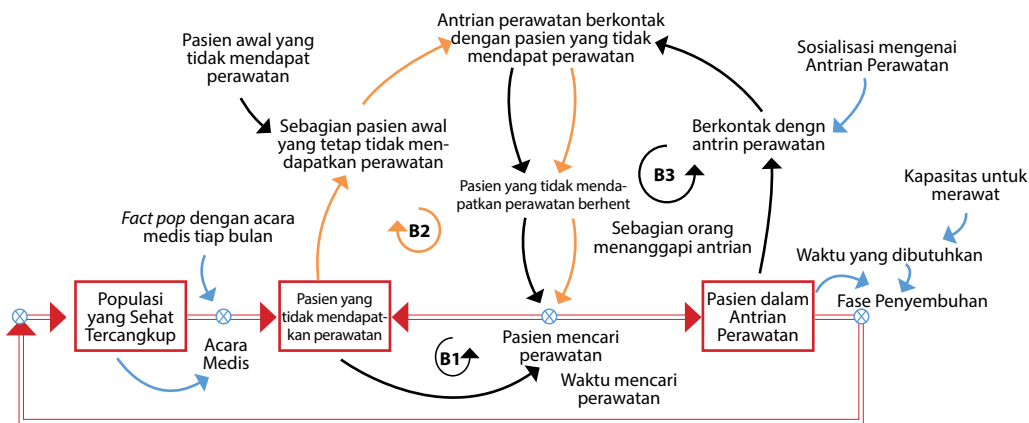 Antrian perawatan berkontak
dengan pasien yang tidak
mendapat perawatan
Pasien awal yang
tidak mendapat
perawatan
Sosialisasi mengenai
Antrian Perawatan
Sebagian pasien awal
yang tetap tidak men-
dapatkan perawatan
Berkontak dengn
antrin perawatan
Pasien yang tidak menda-
patkan perawatan berhent
B3
Kapasitas untuk
merawat
Fact pop dengan acara
medis tiap bulan
B2
Sebagian orang
menanggapi antrian
Waktu yang dibutuhkan
Populasi
yang Sehat
Tercangkup
Pasien yang
tidak mendapat-
kan perawatan
Pasien dalam
Antrian
Perawatan
Fase Penyembuhan
Acara
Medis
B1
Pasien mencari
perawatan
Waktu mencari
perawatan